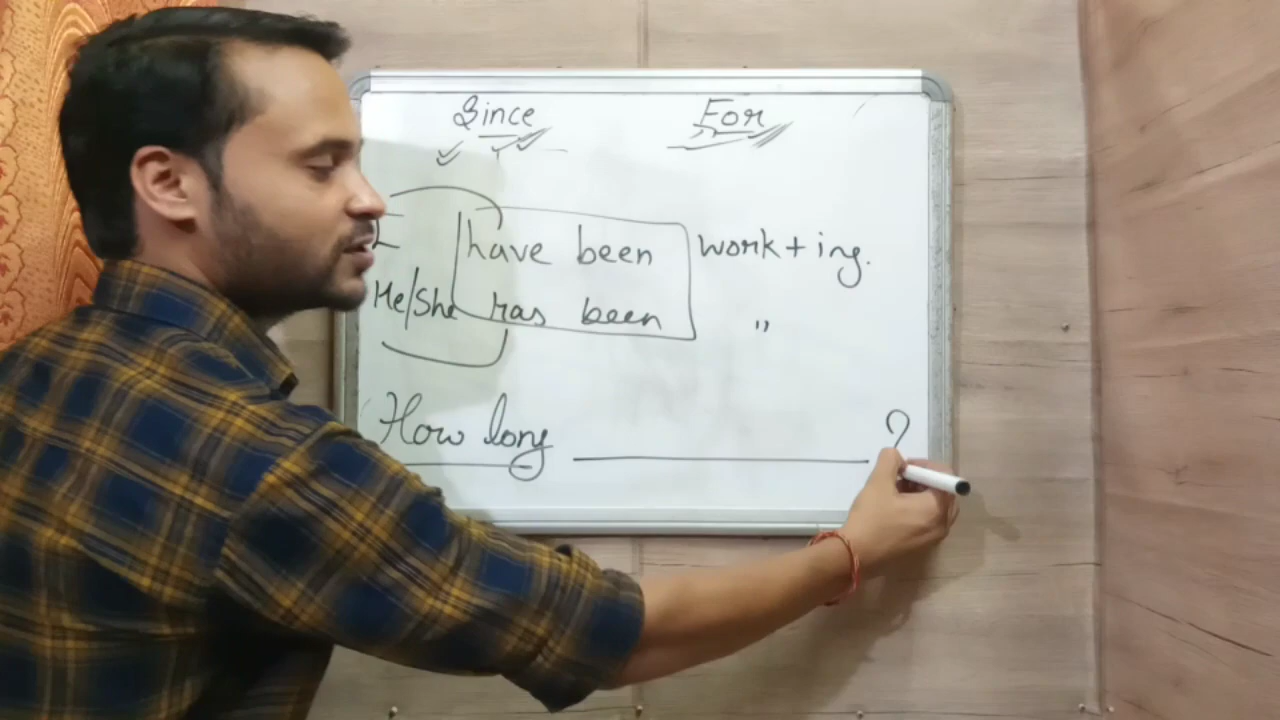 Since For
have been work + ing.
He/She has been "
How long ?